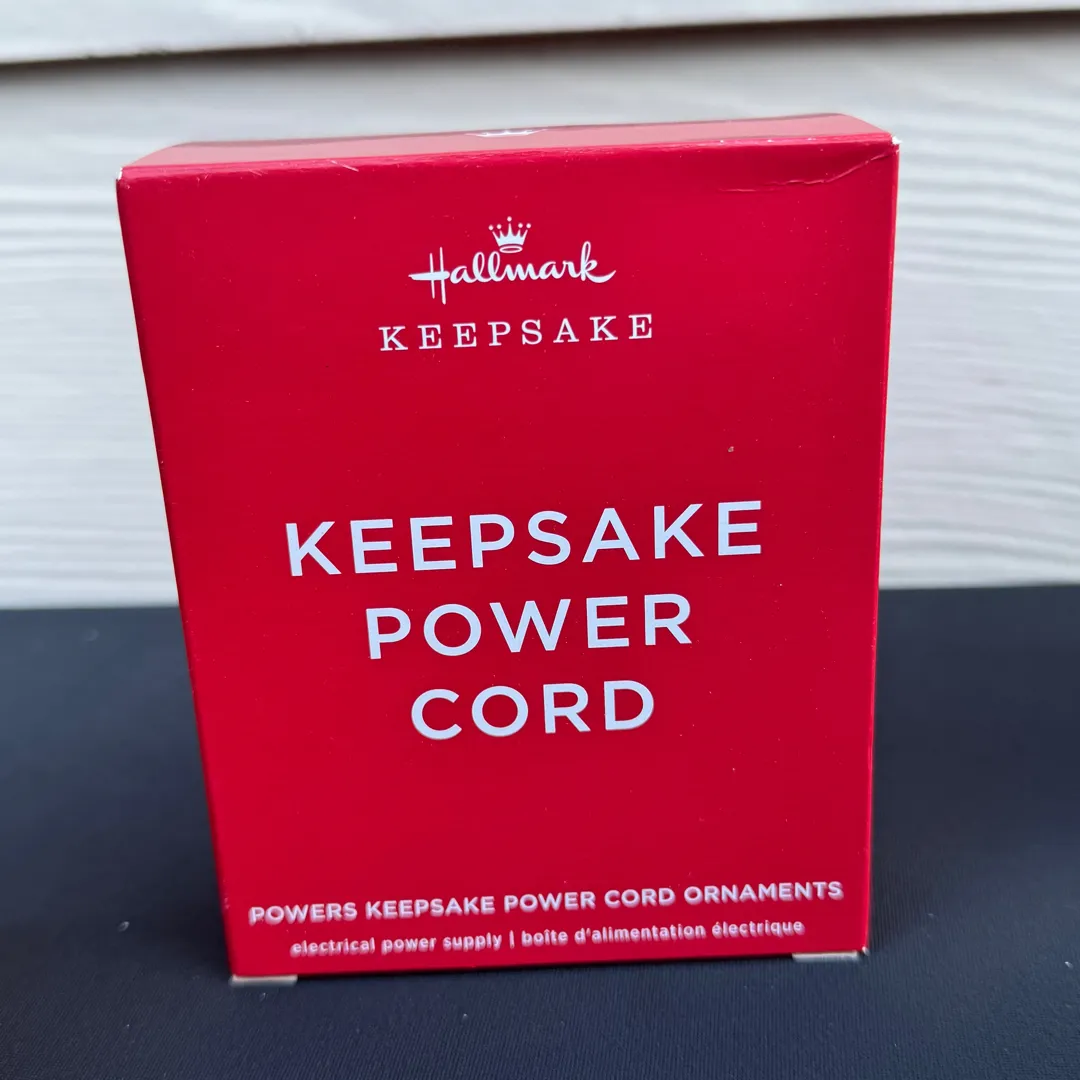 Hallmark
KEEPSAKE
KEEPSAKE
POWER
CORD
POWERS KEEPSAKE POWER CORD ORNAMENTS
electrical power supply | boîte d'alimentation électrique